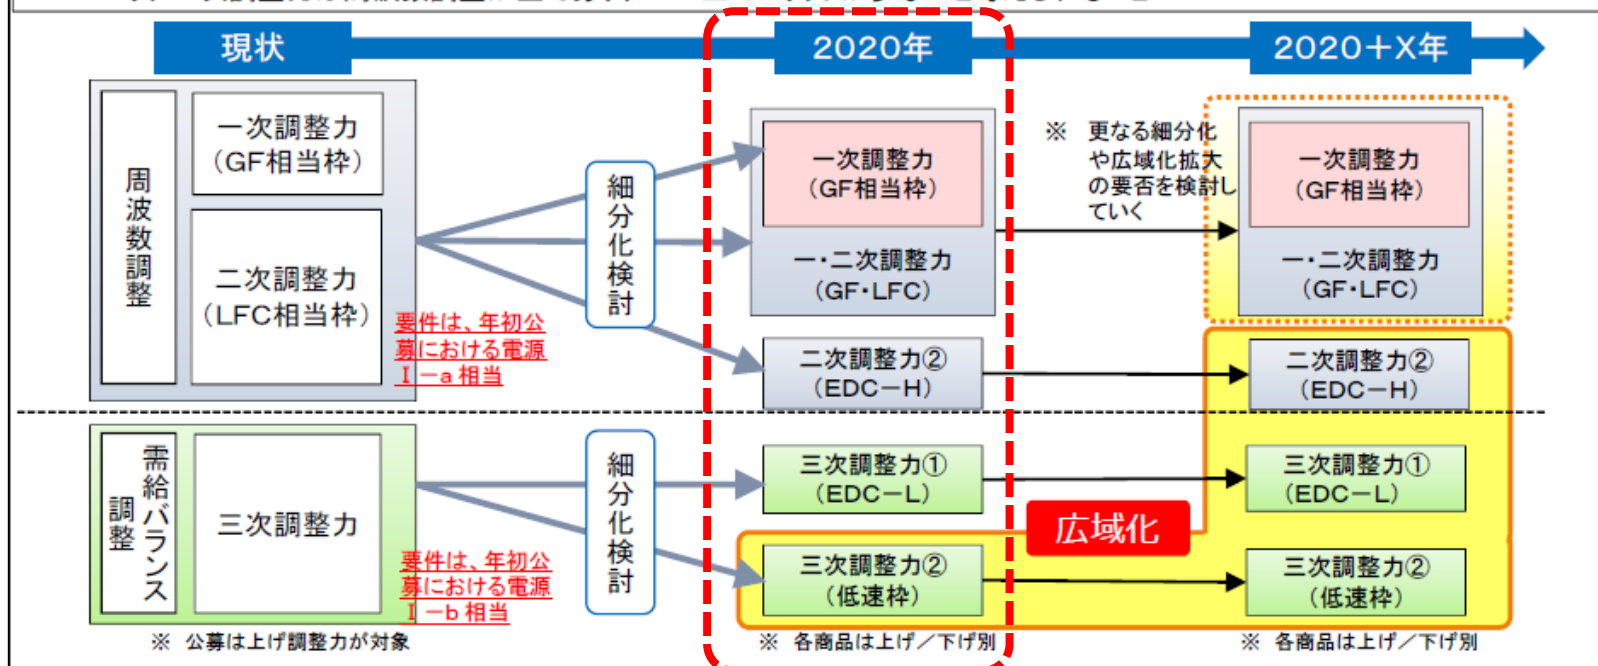 現状
2020年
2020+X年
周波数調整
一次調整力
(GF相当枠)
二次調整力
(LFC相当枠)
要件は、年初公
募における電源
Ⅰ-a 相当
細分化検討
一次調整力
(GF相当枠)
一・二次調整力
(GF・LFC)
二次調整力②
(EDC-H)
※ 更なる細分化
や広域化拡大
の要否を検討し
ていく
一次調整力
(GF相当枠)
一・二次調整力
(GF・LFC)
二次調整力②
(EDC-H)
需給バランス
調整
三次調整力
要件は、年初公
募における電源
Ⅰ-b 相当
細分化検討
三次調整力①
(EDC-L)
三次調整力②
(低速枠)
広域化
三次調整力①
(EDC-L)
三次調整力②
(低速枠)
※ 公募は上げ調整力が対象
※ 各商品は上げ/下げ別
※ 各商品は上げ/下げ別